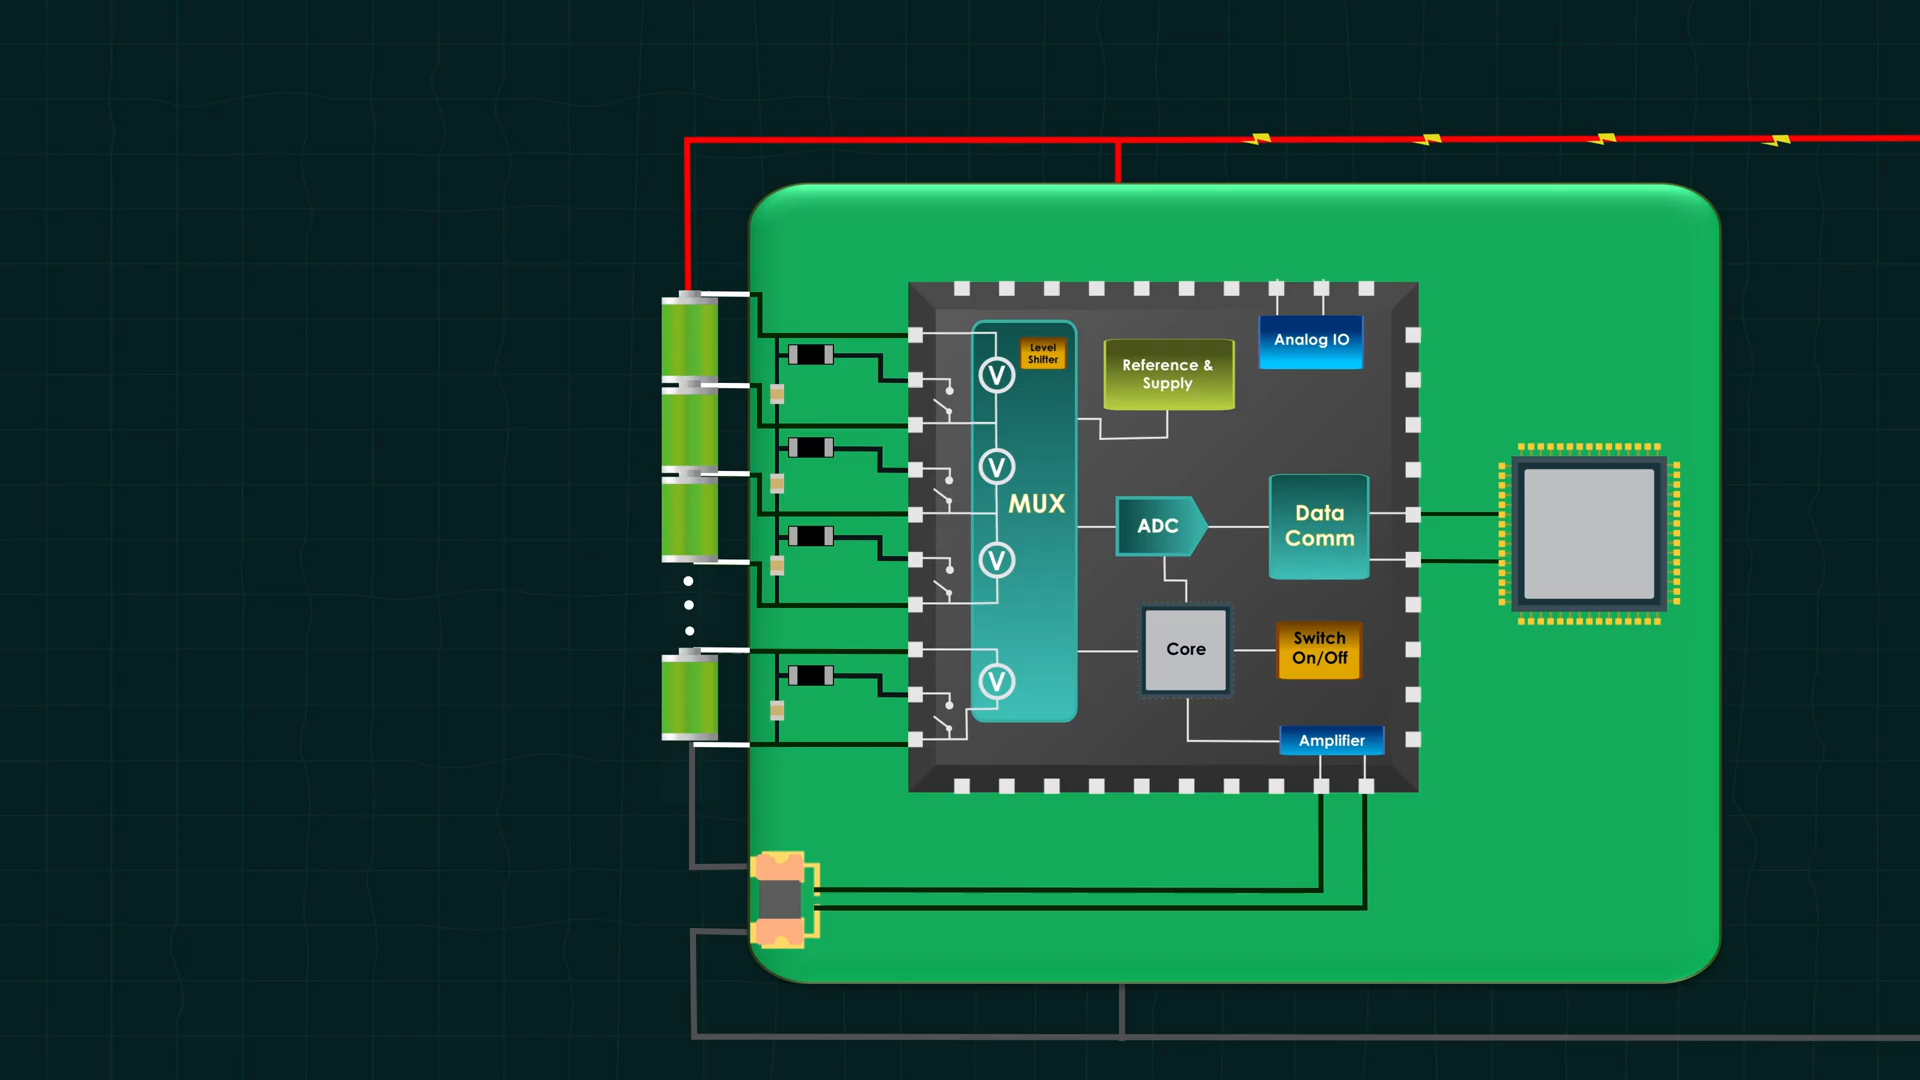 Level
Shifter
V
V
V
V
MUX
Reference &
Supply
Analog IO
ADC
Data
Comm
Core
Switch
On/Off
Amplifier